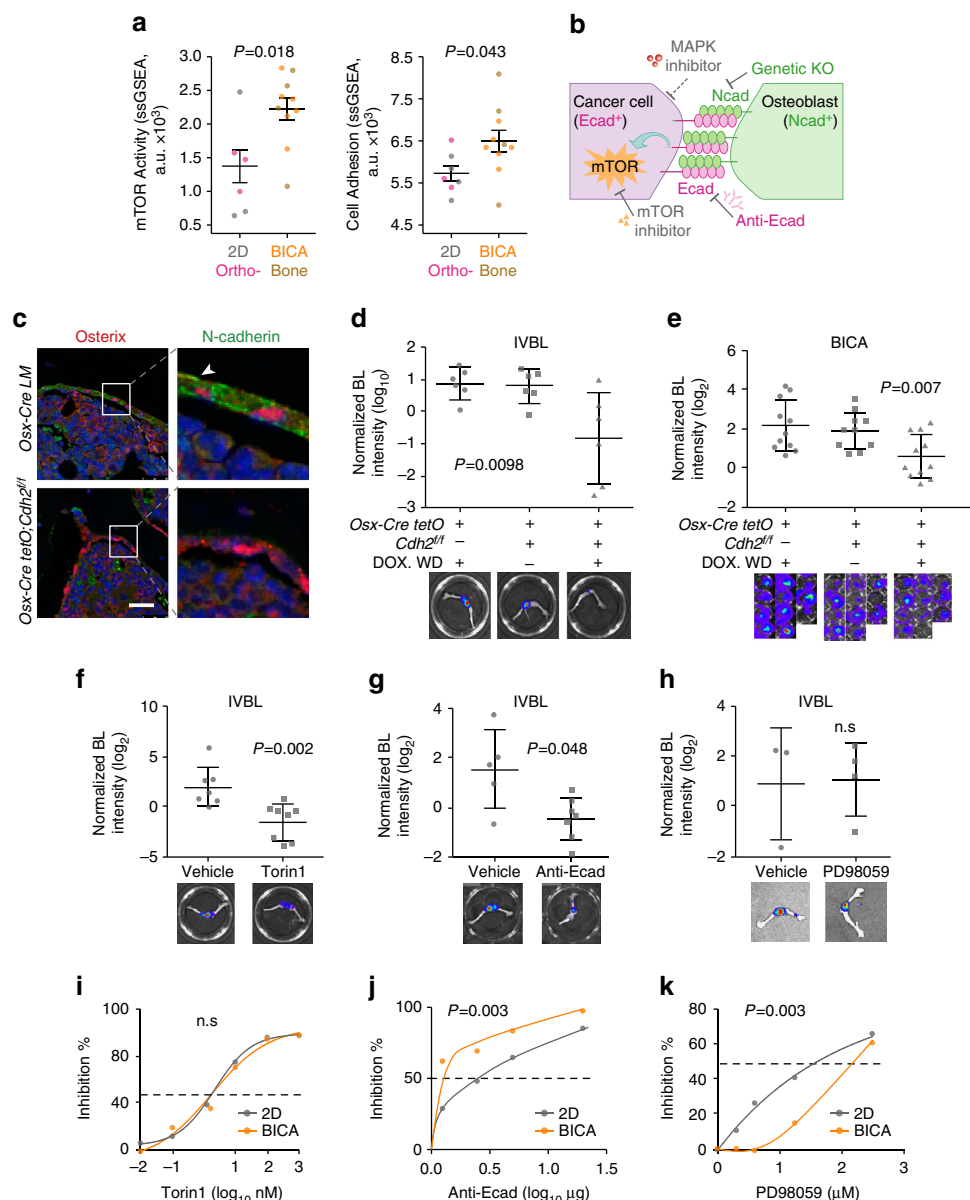 a
P=0.018
mTOR Activity (ssGSEA,
a.u. ×10³)
3.0
2.5
2.0
1.5
1.0
0.5
2D
Ortho-
BICA
Bone
P=0.043
Cell Adhesion (ssGSEA,
a.u. ×10³)
8.5
7.5
6.5
5.5
4.5
2D
Ortho-
BICA
Bone
b
MAPK
inhibitor
Genetic KO
Ncad
Cancer cell
(Ecad⁺)
Osteoblast
(Ncad⁺)
mTOR
Ecad
mTOR
inhibitor
Anti-Ecad
c
Osterix
N-cadherin
Osx-Cre LM
Osx-Cre tetO;Cdh2f/f
d
IVBL
Normalized BL
intensity (log₁₀)
2
1
0
−1
−2
−3
P=0.0098
Osx-Cre tetO + + +
Cdh2f/f − + +
DOX. WD + − +
e
BICA
Normalized BL
intensity (log₂)
6
4
2
0
−2
P=0.007
Osx-Cre tetO + + +
Cdh2f/f − + +
DOX. WD + − +
f
IVBL
Normalized BL
intensity (log₂)
10
5
0
−5
P=0.002
Vehicle
Torin1
g
IVBL
Normalized BL
intensity (log₂)
4
2
0
−2
P=0.048
Vehicle
Anti-Ecad
h
IVBL
Normalized BL
intensity (log₂)
4
2
0
−2
n.s
Vehicle
PD98059
i
n.s
Inhibition %
100
80
40
0
2D
BICA
−2 −1 0 1 2 3
Torin1 (log₁₀ nM)
j
P=0.003
Inhibition %
100
50
0
2D
BICA
0.0 0.5 1.0 1.5
Anti-Ecad (log₁₀ µg)
k
P=0.003
Inhibition %
80
60
40
20
0
2D
BICA
0 1 2 3
PD98059 (µM)